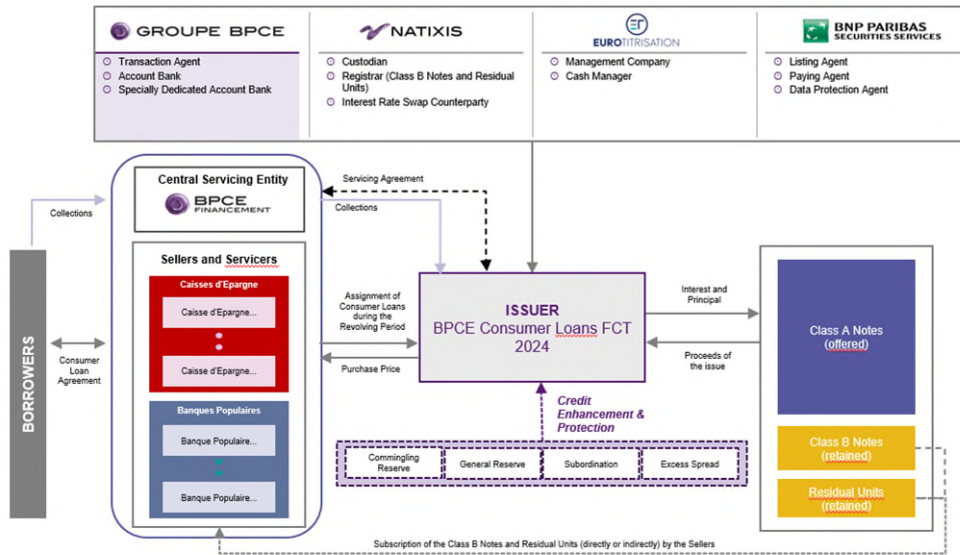 GROUPE BPCE
Transaction Agent
Account Bank
Specially Dedicated Account Bank
NATIXIS
Custodian
Registrar (Class B Notes and Residual
Units)
Interest Rate Swap Counterparty
EUROTITRISATION
Management Company
Cash Manager
BNP PARIBAS
SECURITIES SERVICES
Listing Agent
Paying Agent
Data Protection Agent
Central Servicing Entity
BPCE
FINANCEMENT
Servicing Agreement
Collections
Collections
Sellers and Servicers
Caisses d'Epargne
Caisse d'Epargne...
Caisse d'Epargne...
Banques Populaires
Banque Populaire...
Banque Populaire...
BORROWERS
Consumer
Loan
Agreement
Assignment of
Consumer Loans
during the
Revolving Period
Purchase Price
ISSUER
BPCE Consumer Loans FCT
2024
Interest and
Principal
Proceeds of
the issue
Class A Notes
(offered)
Class B Notes
(retained)
Residual Units
(retained)
Credit
Enhancement &
Protection
Commingling
Reserve
General Reserve
Subordination
Excess Spread
Subscription of the Class B Notes and Residual Units (directly or indirectly) by the Sellers